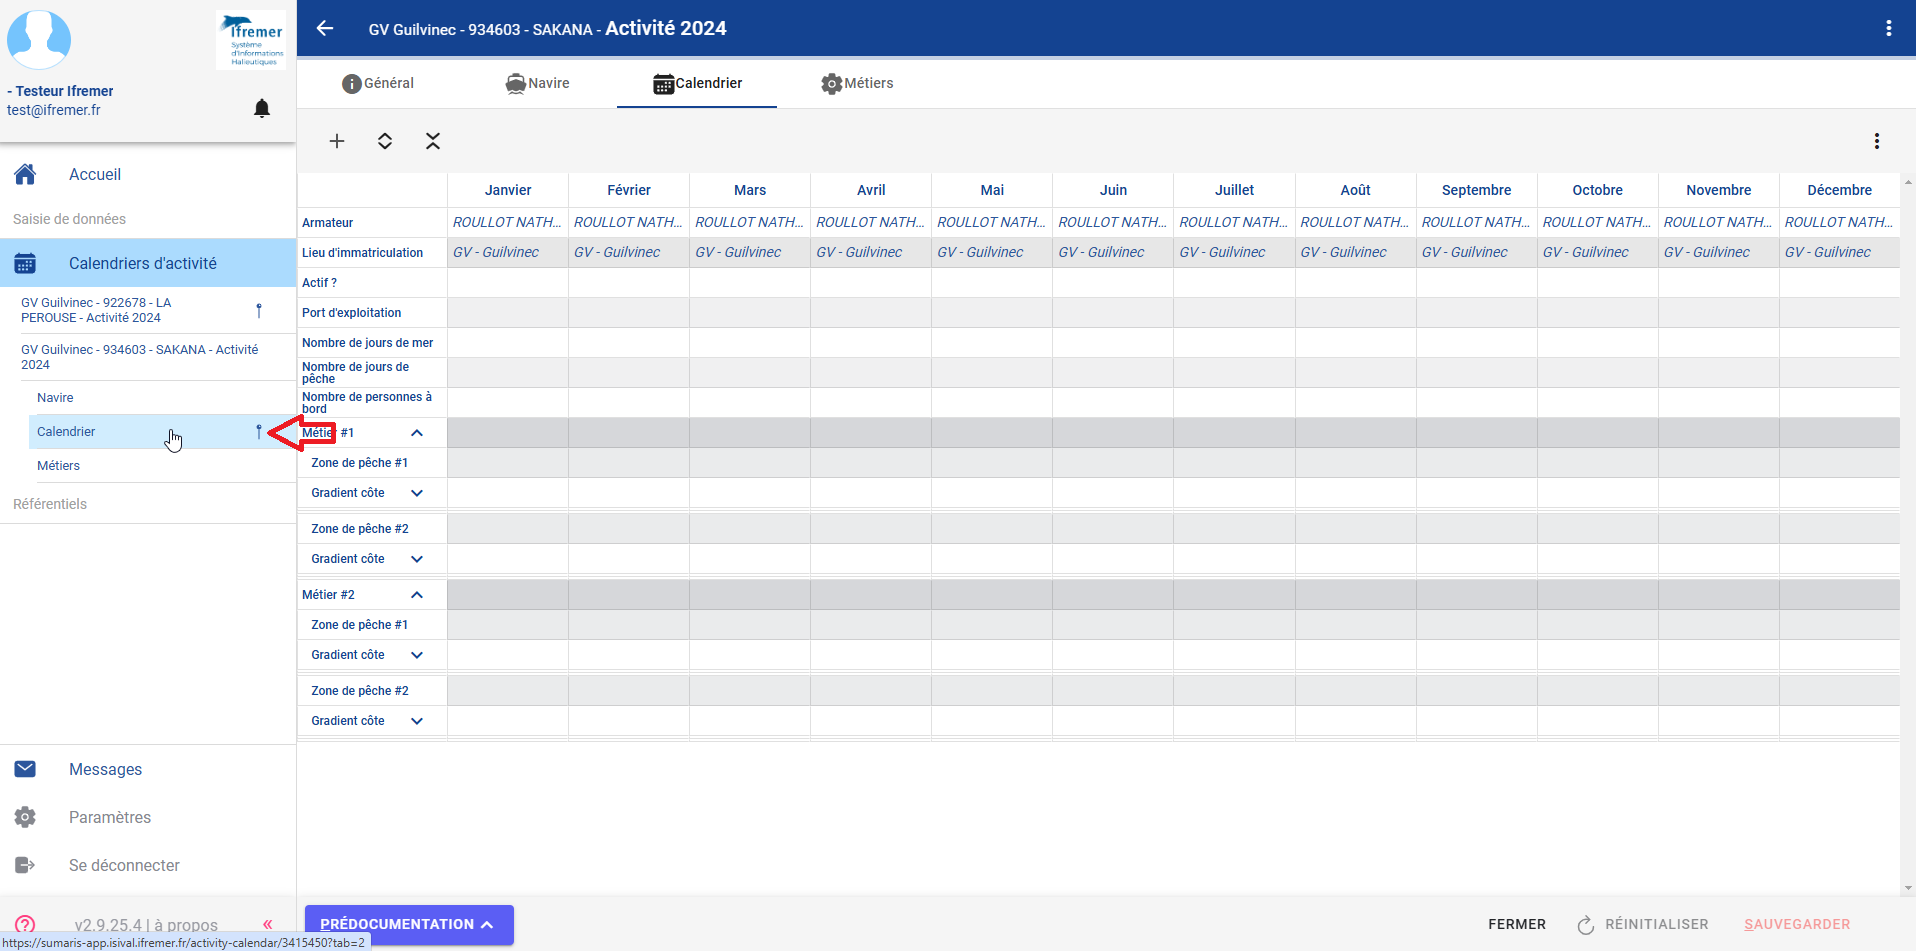 Ifremer
Système
d'Informations
Halieutiques
- Testeur Ifremer
test@ifremer.fr
Accueil
Saisie de données
Calendriers d'activité
GV Guilvinec - 922678 - LA
PEROUSE - Activité 2024
GV Guilvinec - 934603 - SAKANA - Activité
2024
Navire
Calendrier
Métiers
Référentiels
Messages
Paramètres
Se déconnecter
v2.9.25.4 | à propos
https://sumaris-app.isival.ifremer.fr/activity-calendar/3415450?tab=2
GV Guilvinec - 934603 - SAKANA - Activité 2024
Général Navire Calendrier Métiers
Janvier Février Mars Avril Mai Juin Juillet Août Septembre Octobre Novembre Décembre
Armateur ROULLOT NATH... ROULLOT NATH... ROULLOT NATH... ROULLOT NATH... ROULLOT NATH... ROULLOT NATH... ROULLOT NATH... ROULLOT NATH... ROULLOT NATH... ROULLOT NATH... ROULLOT NATH... ROULLOT NATH...
Lieu d'immatriculation GV - Guilvinec GV - Guilvinec GV - Guilvinec GV - Guilvinec GV - Guilvinec GV - Guilvinec GV - Guilvinec GV - Guilvinec GV - Guilvinec GV - Guilvinec GV - Guilvinec GV - Guilvinec
Actif ?
Port d'exploitation
Nombre de jours de mer
Nombre de jours de
pêche
Nombre de personnes à
bord
Métier #1
Zone de pêche #1
Gradient côte
Zone de pêche #2
Gradient côte
Métier #2
Zone de pêche #1
Gradient côte
Zone de pêche #2
Gradient côte
PRÉDOCUMENTATION
FERMER RÉINITIALISER SAUVEGARDER